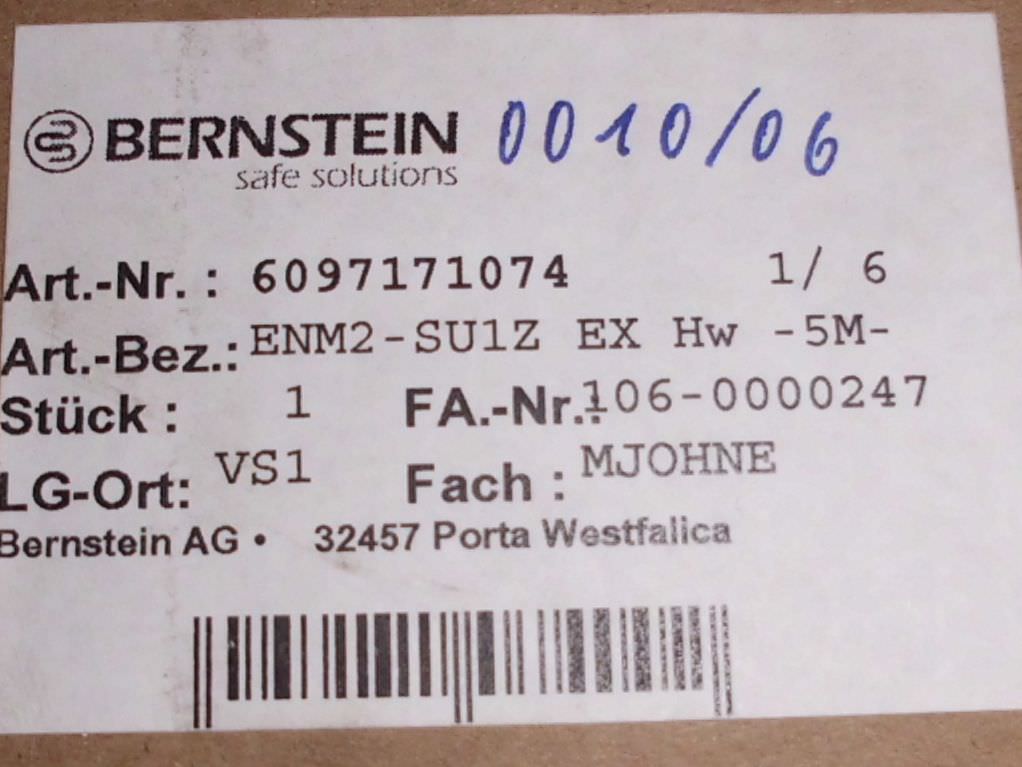 BERNSTEIN 0010/06
safe solutions
Art.-Nr. : 6097171074 1/ 6
Art.-Bez.: ENM2-SU1Z EX Hw -5M-
Stück : 1 FA.-Nr.: 106-0000247
LG-Ort: VS1 Fach : MJOHNE
Bernstein AG • 32457 Porta Westfalica